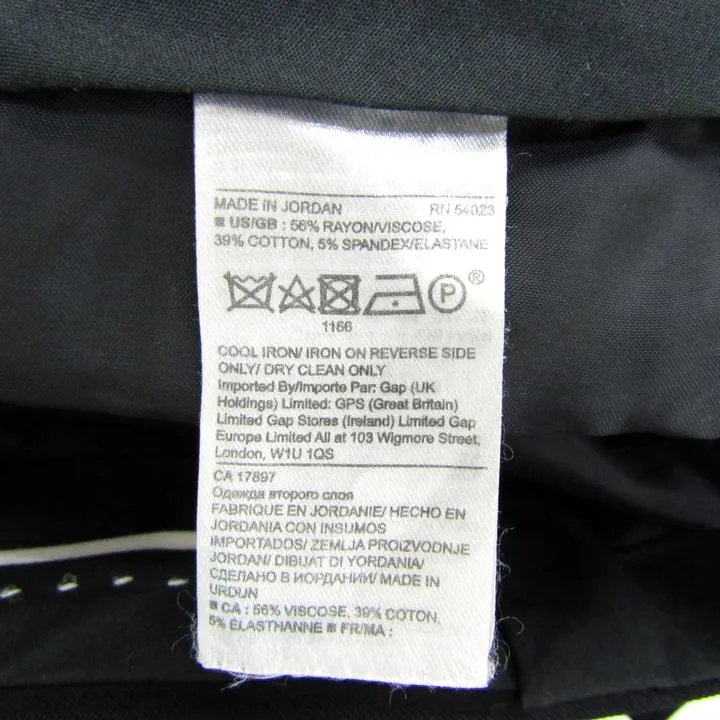 MADE IN JORDAN RN 54023
■ US/GB : 56% RAYON/VISCOSE,
39% COTTON, 5% SPANDEX/ELASTANE
P ®
1166
COOL IRON/ IRON ON REVERSE SIDE
ONLY/ DRY CLEAN ONLY
Imported By/Importe Par: Gap (UK
Holdings) Limited: GPS (Great Britain)
Limited Gap Stores (Ireland) Limited Gap
Europe Limited All at 103 Wigmore Street,
London, W1U 1QS
CA 17897
Одежда второго слоя
FABRIQUE EN JORDANIE/ HECHO EN
JORDANIA CON INSUMOS
IMPORTADOS/ ZEMLJA PROIZVODNJE
JORDAN/ DIBUAT DI YORDANIA/
СДЕЛАНО В ИОРДАНИИ/ MADE IN
URDUN
■ CA : 56% VISCOSE, 39% COTON,
5% ÉLASTHANNE ■ FR/MA :